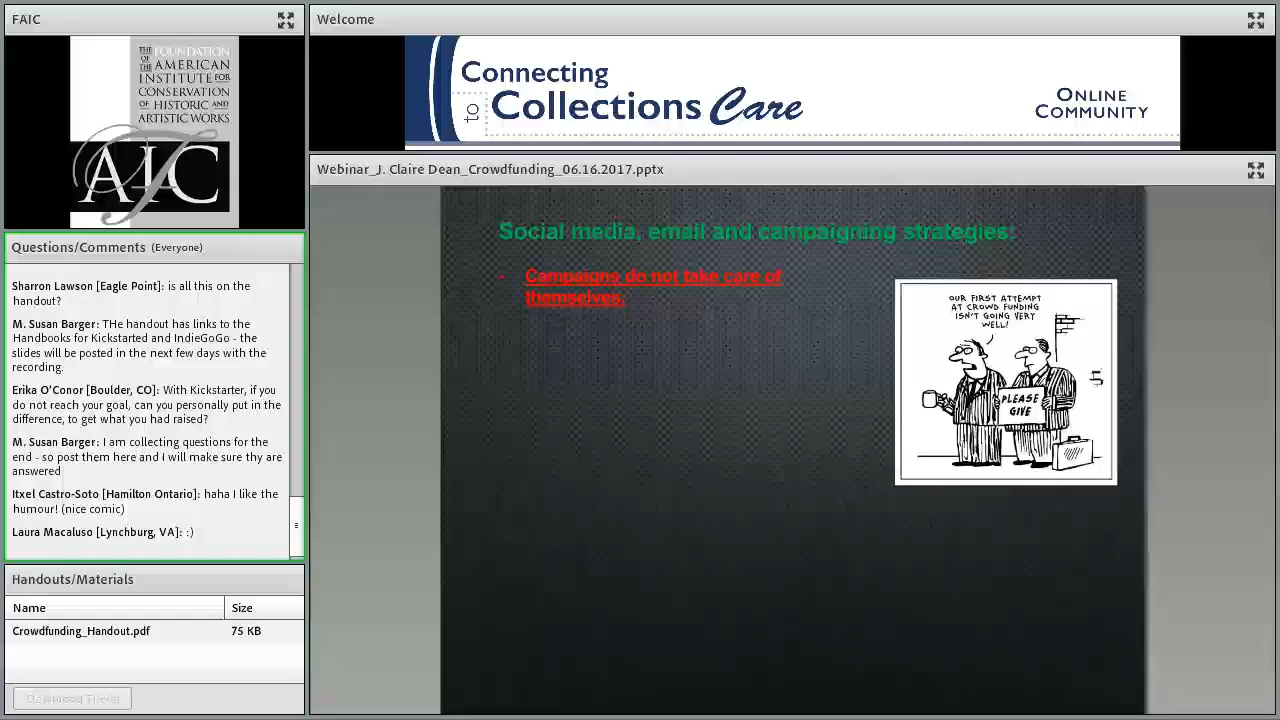 FAIC
THE FOUNDATION
OF THE AMERICAN
INSTITUTE FOR
CONSERVATION
OF HISTORIC AND
ARTISTIC WORKS
AIC
Welcome
Connecting
to Collections Care
ONLINE
COMMUNITY
Questions/Comments (Everyone)
Sharron Lawson [Eagle Point]: is all this on the
handout?
M. Susan Barger: THe handout has links to the
Handbooks for Kickstarted and IndieGoGo - the
slides will be posted in the next few days with the
recording.
Erika O'Conor [Boulder, CO]: With Kickstarter, if you
do not reach your goal, can you personally put in the
difference, to get what you had raised?
M. Susan Barger: I am collecting questions for the
end - so post them here and I will make sure thy are
answered
Itxel Castro-Soto [Hamilton Ontario]: haha I like the
humour! (nice comic)
Laura Macaluso [Lynchburg, VA]: :)
Handouts/Materials
Name Size
Crowdfunding_Handout.pdf 75 KB
Download File(s)
Webinar_J. Claire Dean_Crowdfunding_06.16.2017.pptx
Social media, email and campaigning strategies:
- Campaigns do not take care of
themselves.
OUR FIRST ATTEMPT
AT CROWD FUNDING
ISN'T GOING VERY
WELL!
PLEASE
GIVE